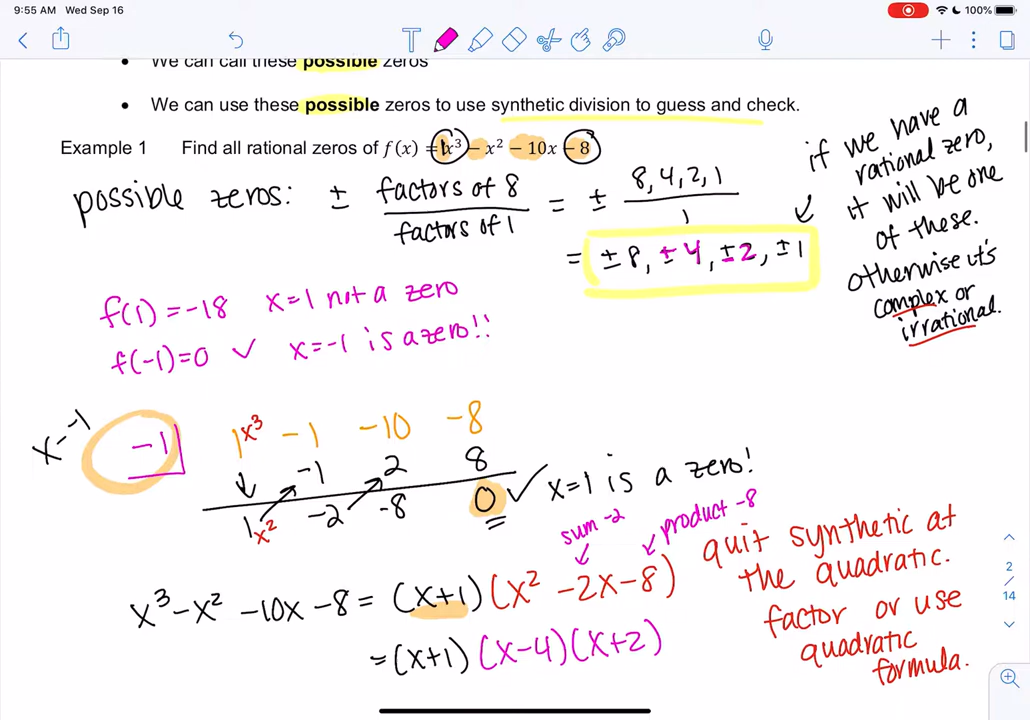 9:55 AM Wed Sep 16
100%
• We can call these possible zeros
• We can use these possible zeros to use synthetic division to guess and check.
Example 1 Find all rational zeros of f(x) = 1x³ − x² − 10x − 8
possible zeros: ± factors of 8 / factors of 1 = ± 8, 4, 2, 1 / 1
= ±8, ±4, ±2, ±1
if we have a
rational zero,
it will be one
of these.
otherwise it's
complex or
irrational.
f(1) = -18 x=1 not a zero
f(-1)=0 ✓ x=-1 is a zero!!
x--1 -1 1x³ -1 -10 -8
↓ -1 2 8
1x² -2 -8 0 ✓ x=1 is a zero!
sum -2 product -8
quit synthetic at
the quadratic.
factor or use
quadratic
formula.
x³-x²-10x-8 = (x+1)(x²-2x-8)
=(x+1)(x-4)(x+2)
2
/
14